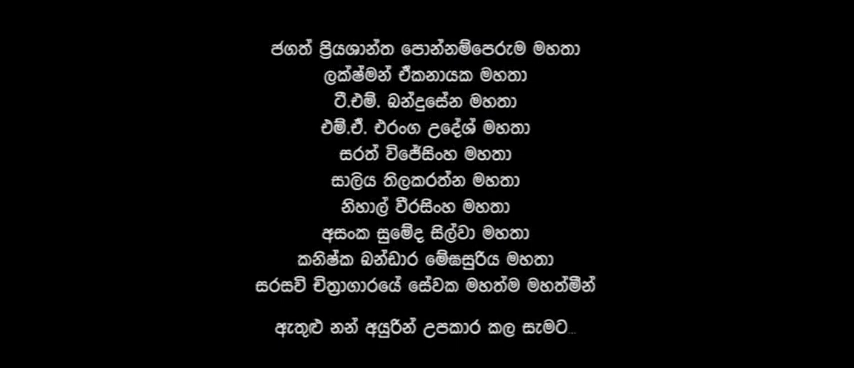 ජගත් ප්‍රියශාන්ත පොන්නම්පෙරුම මහතා
ලක්ෂ්මන් ඒකනායක මහතා
ටී.එම්. බන්දුසේන මහතා
එම්.ඒ. එරංග උදේශ් මහතා
සරත් විජේසිංහ මහතා
සාලිය තිලකරත්න මහතා
නිහාල් වීරසිංහ මහතා
අසංක සුමේද සිල්වා මහතා
කනිෂ්ක බන්ඩාර මේඝසුරිය මහතා
සරසවි චිත්‍රාගාරයේ සේවක මහත්ම මහත්මීන්
ඇතුළු නන් අයුරින් උපකාර කල සැමට...